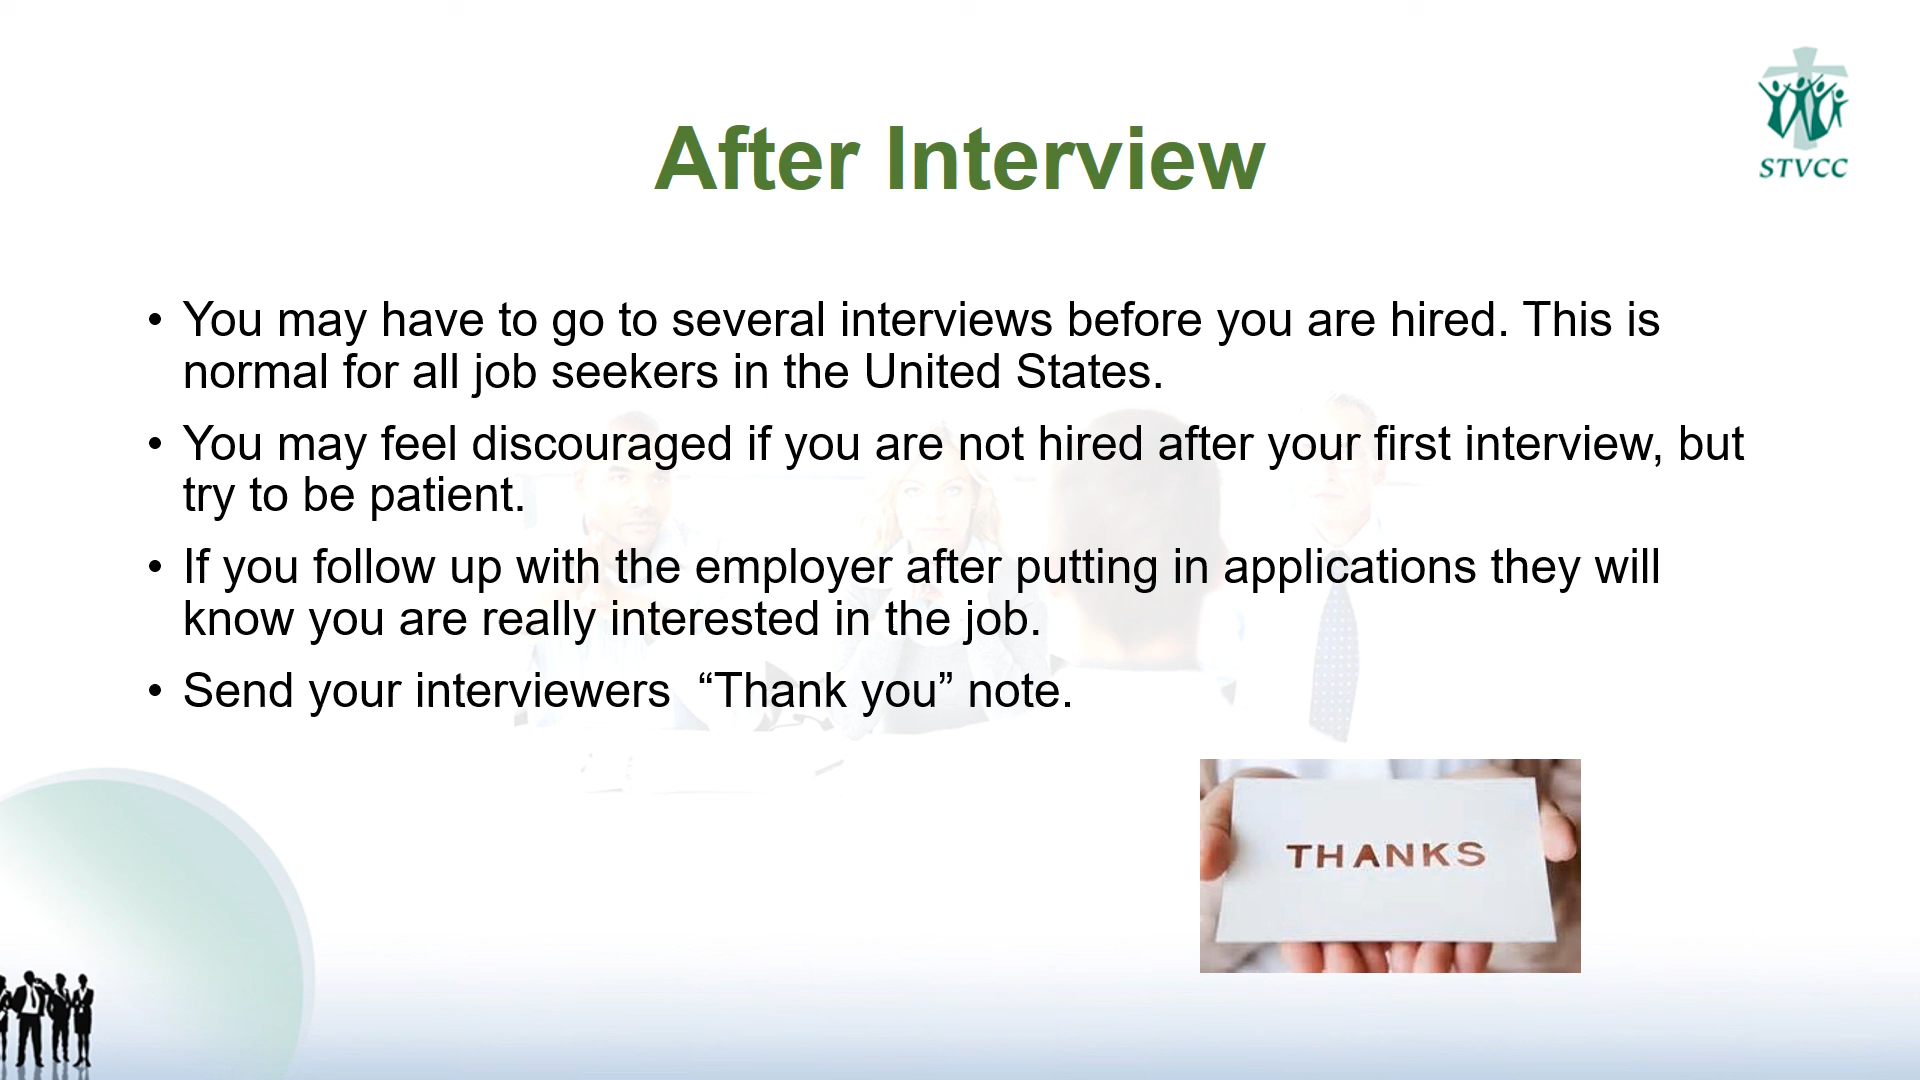 STVCC
After Interview
• You may have to go to several interviews before you are hired. This is
normal for all job seekers in the United States.
• You may feel discouraged if you are not hired after your first interview, but
try to be patient.
• If you follow up with the employer after putting in applications they will
know you are really interested in the job.
• Send your interviewers  “Thank you” note.
THANKS